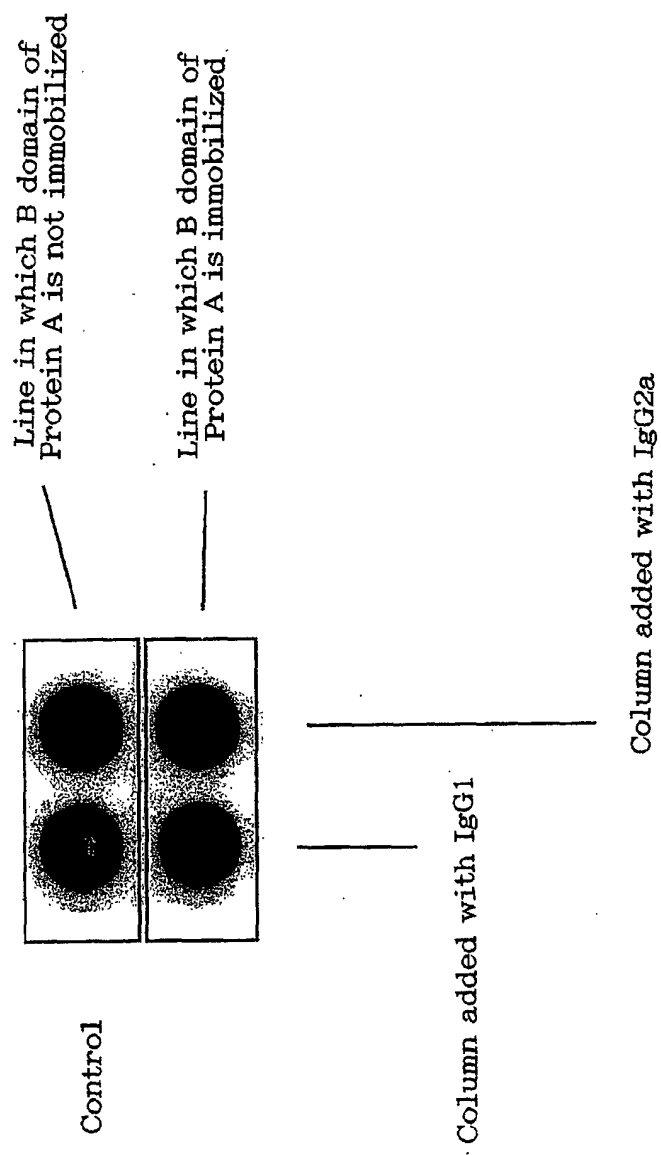 Control
Line in which B domain of
Protein A is not immobilized
Line in which B domain of
Protein A is immobilized
Column added with IgG1
Column added with IgG2a